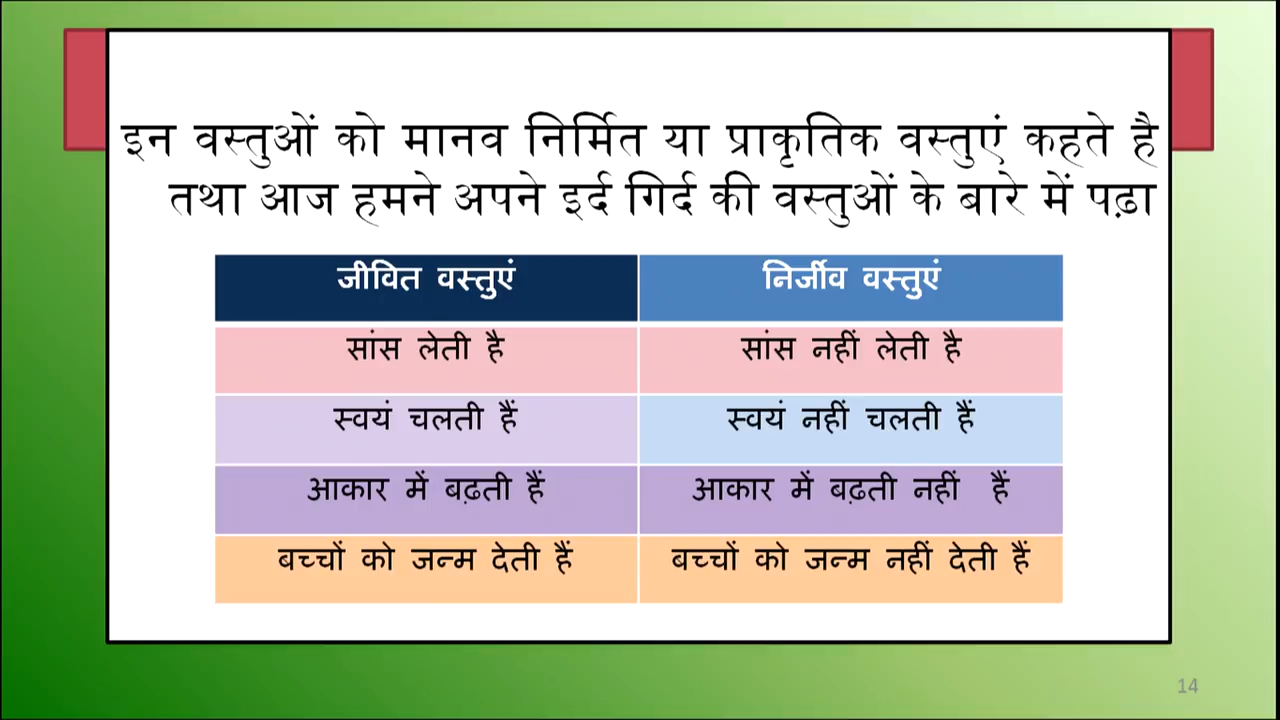 इन वस्तुओं को मानव निर्मित या प्राकृतिक वस्तुएं कहते है
तथा आज हमने अपने इर्द गिर्द की वस्तुओं के बारे में पढ़ा
जीवित वस्तुएं निर्जीव वस्तुएं
सांस लेती है सांस नहीं लेती है
स्वयं चलती हैं स्वयं नहीं चलती हैं
आकार में बढ़ती हैं आकार में बढ़ती नहीं हैं
बच्चों को जन्म देती हैं बच्चों को जन्म नहीं देती हैं
14